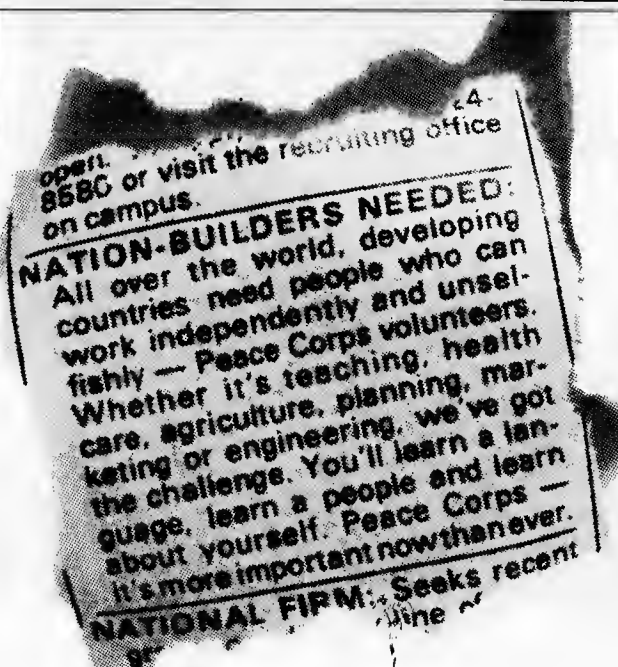 open.
8580 or visit the recruiting office
on campus.
NATION-BUILDERS NEEDED:
All over the world, developing
countries need people who can
work independently and unsel-
fishly — Peace Corps volunteers.
Whether it's teaching, health
care, agriculture, planning, mar-
keting or engineering, we've got
the challenge. You'll learn a lan-
guage, learn a people and learn
about yourself. Peace Corps —
it's more important now than ever.
NATIONAL FIRM: Seeks recent